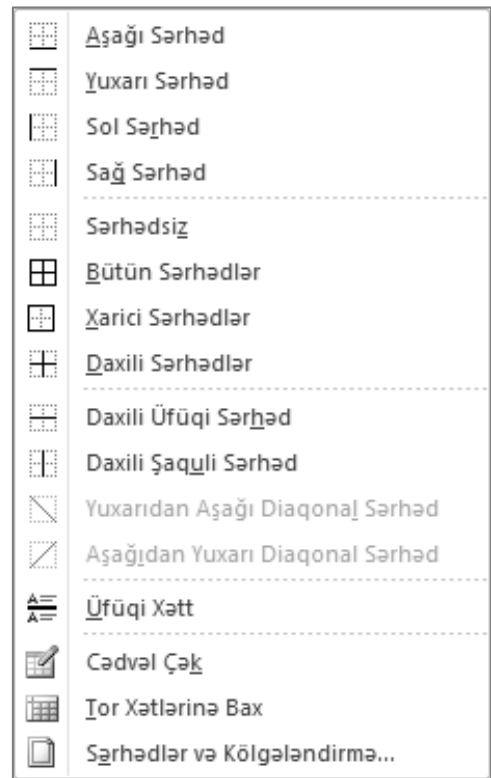 Aşağı Sərhəd
Yuxarı Sərhəd
Sol Sərhəd
Sağ Sərhəd
Sərhədsiz
Bütün Sərhədlər
Xarici Sərhədlər
Daxili Sərhədlər
Daxili Üfüqi Sərhəd
Daxili Şaquli Sərhəd
Yuxarıdan Aşağı Diaqonal Sərhəd
Aşağıdan Yuxarı Diaqonal Sərhəd
Üfüqi Xətt
Cədvəl Çək
Tor Xətlərinə Bax
Sərhədlər və Kölgələndirmə...